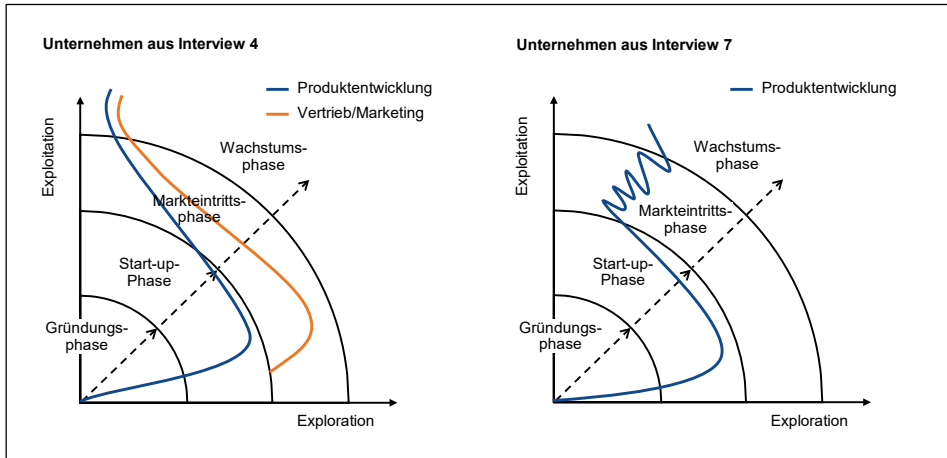 Unternehmen aus Interview 4
Produktentwicklung
Vertrieb/Marketing
Exploitation
Wachstums-
phase
Markteintritts-
phase
Start-up-
Phase
Gründungs-
phase
Exploration
Unternehmen aus Interview 7
Produktentwicklung
Exploitation
Wachstums-
phase
Markteintritts-
phase
Start-up-
Phase
Gründungs-
phase
Exploration